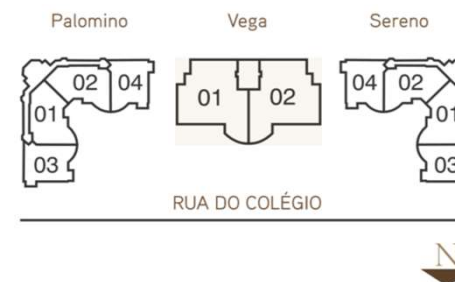 Palomino Vega Sereno
02 04 01 02 04 02
01 01
03 03
RUA DO COLÉGIO
N